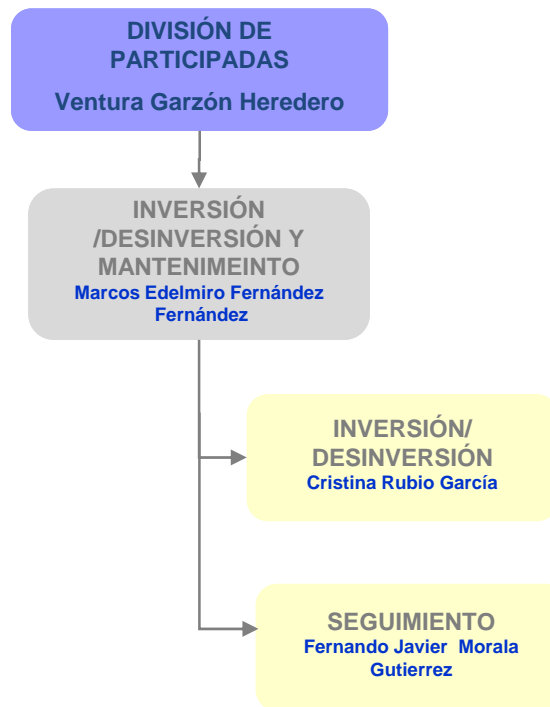 DIVISIÓN DE
PARTICIPADAS
Ventura Garzón Heredero
INVERSIÓN
/DESINVERSIÓN Y
MANTENIMEINTO
Marcos Edelmiro Fernández
Fernández
INVERSIÓN/
DESINVERSIÓN
Cristina Rubio García
SEGUIMIENTO
Fernando Javier Morala
Gutierrez